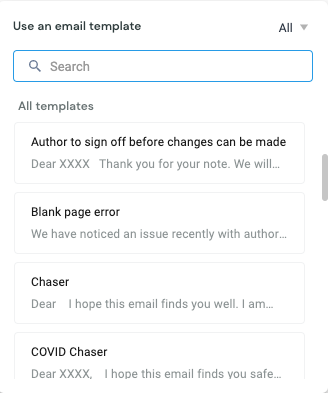 Use an email template
All
Search
All templates
Author to sign off before changes can be made
Dear XXXX Thank you for your note. We will...
Blank page error
We have noticed an issue recently with author...
Chaser
Dear I hope this email finds you well. I am...
COVID Chaser
Dear XXXX, I hope this email finds you safe...